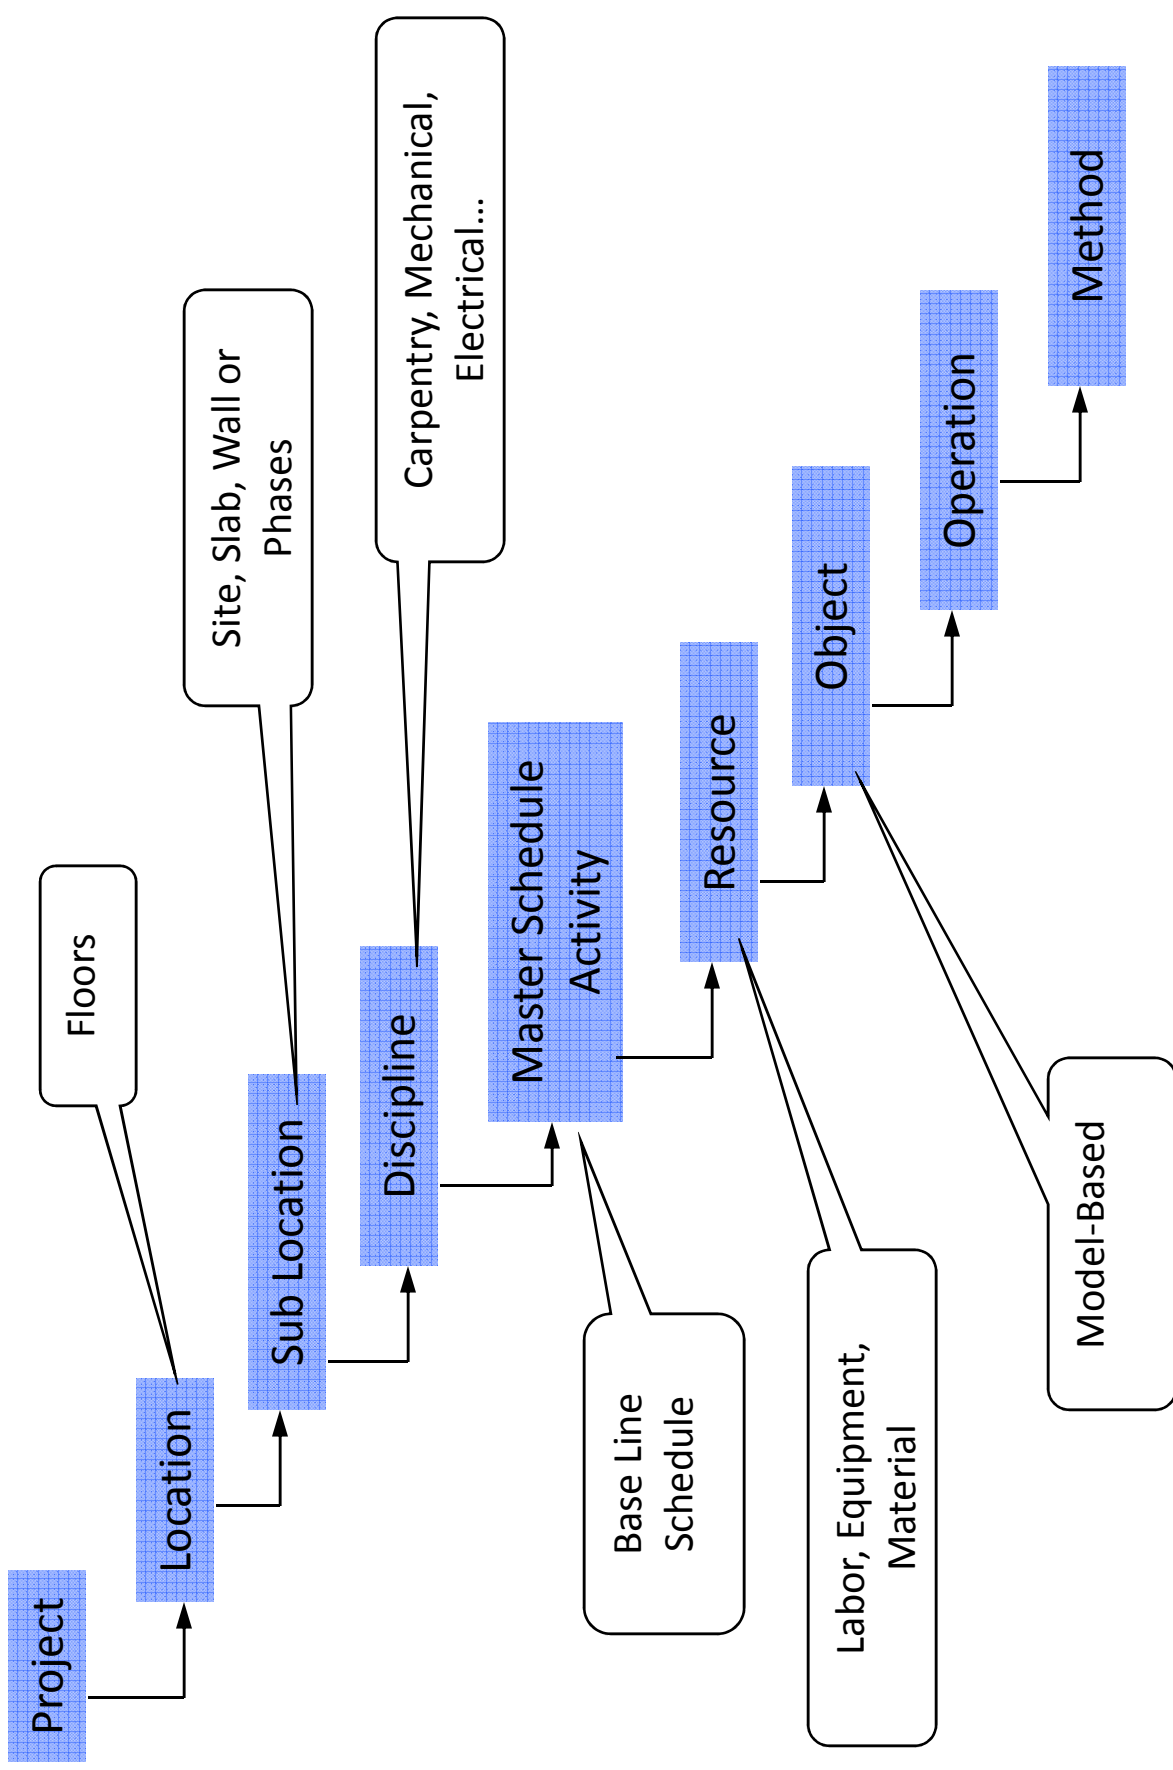 Project
Location
Floors
Sub Location
Site, Slab, Wall or
Phases
Discipline
Carpentry, Mechanical,
Electrical...
Master Schedule
Activity
Base Line
Schedule
Resource
Labor, Equipment,
Material
Object
Model-Based
Operation
Method